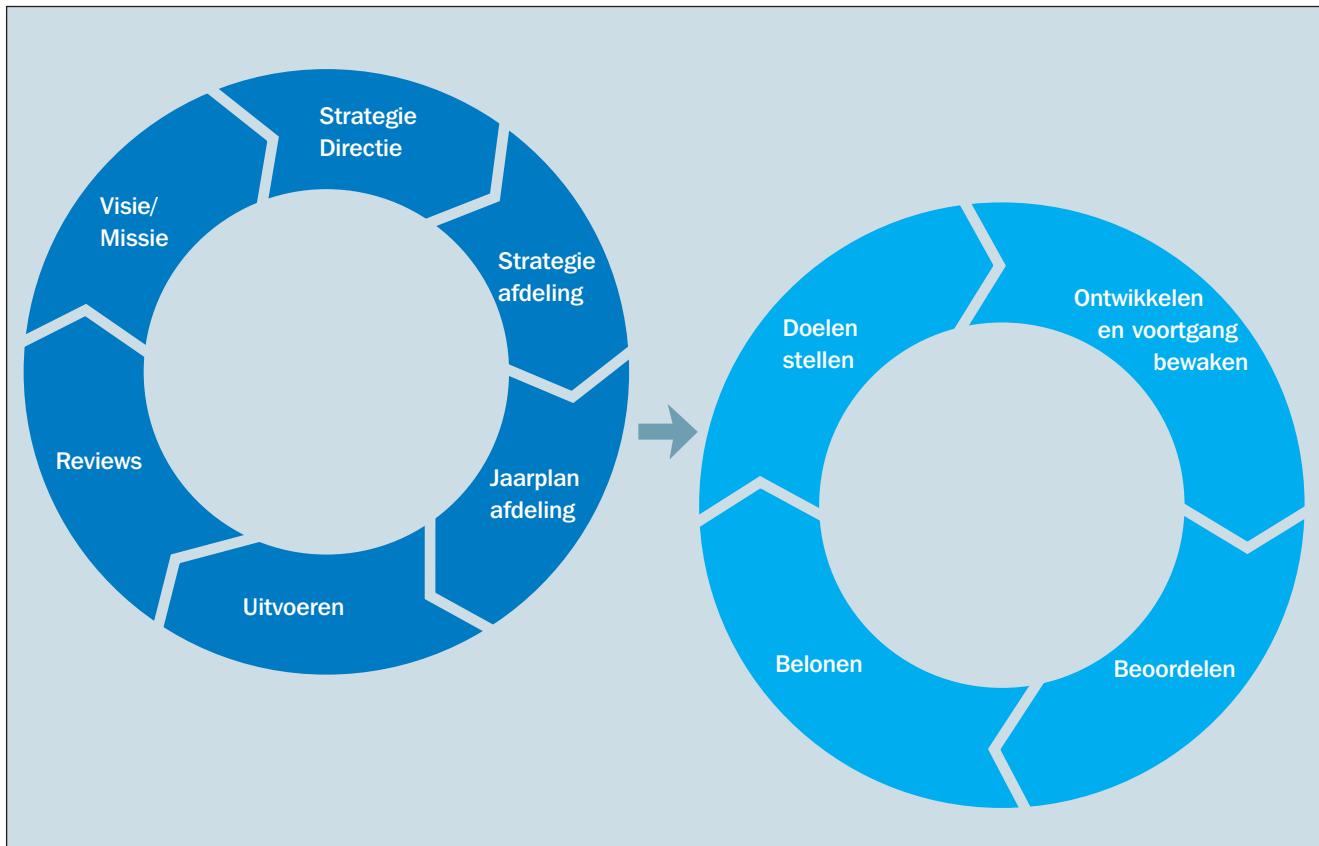 Strategie
Directie
Visie/
Missie
Strategie
afdeling
Reviews
Jaarplan
afdeling
Uitvoeren
Doelen
stellen
Ontwikkelen
en voortgang
bewaken
Belonen
Beoordelen